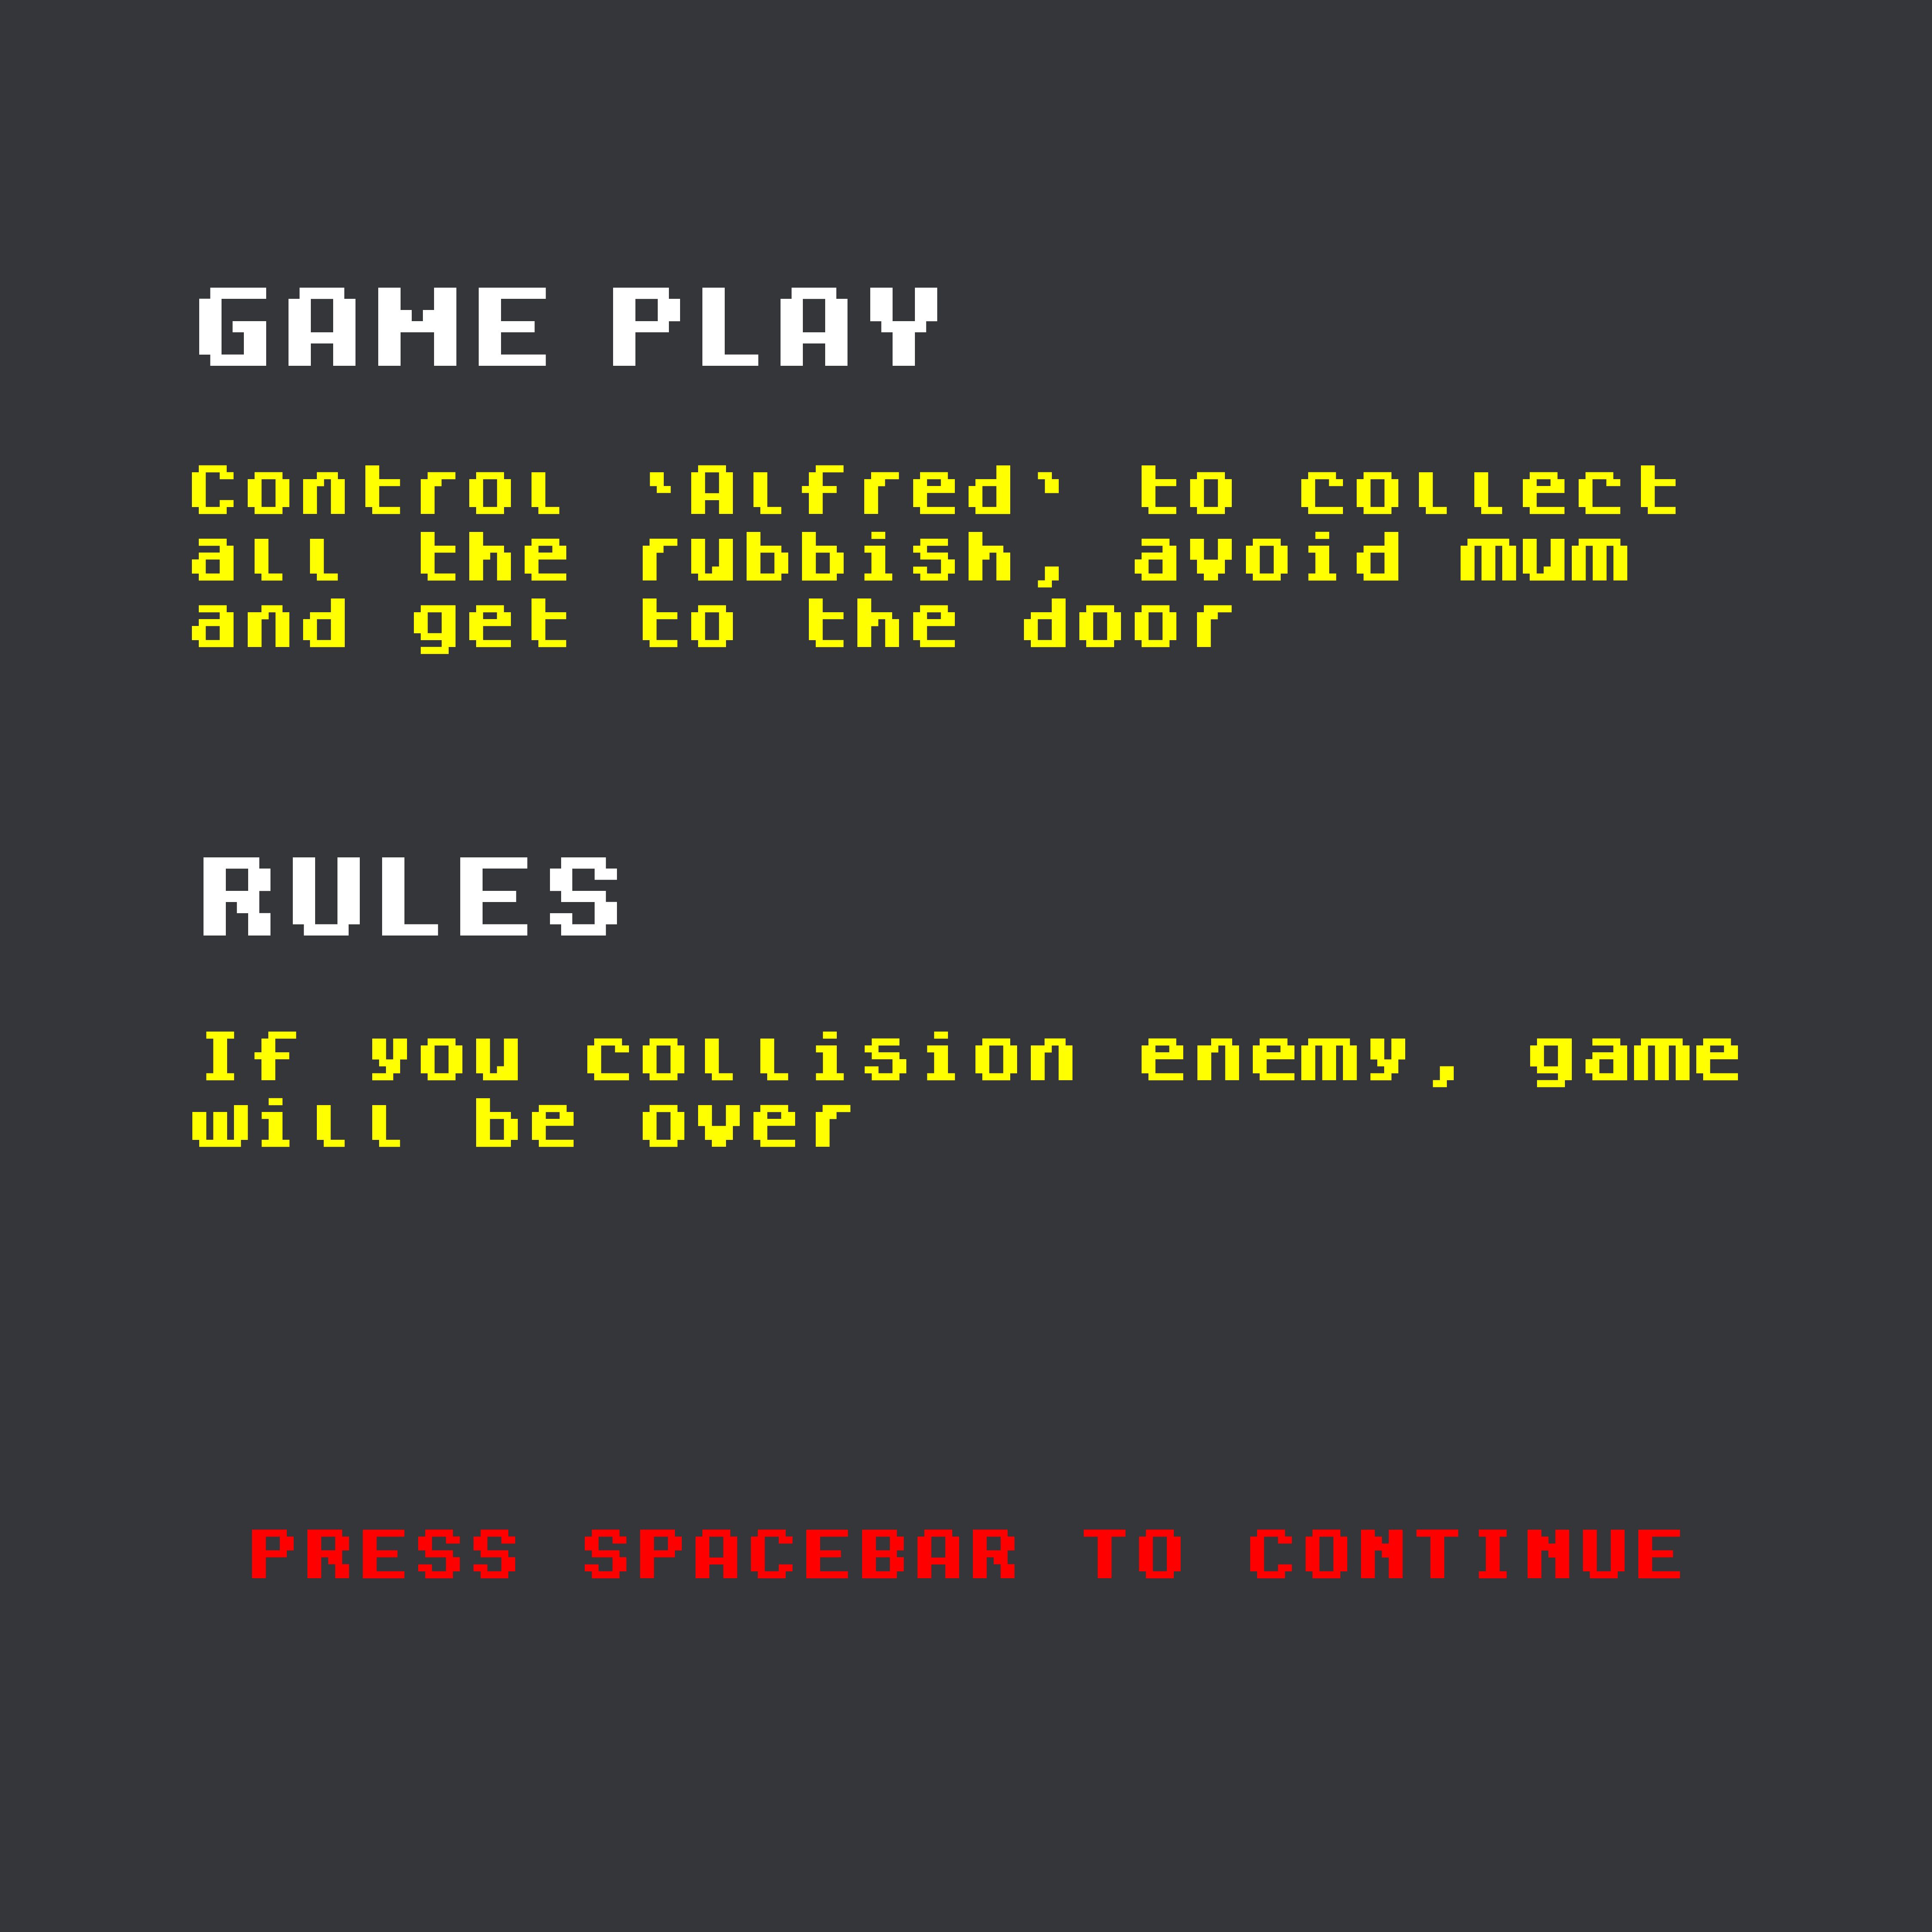 GAME PLAY
Control `Alfred` to collect
all the rubbish, avoid mum
and get to the door
RULES
If you collision enemy, game
will be over
PRESS SPACEBAR TO CONTINUE